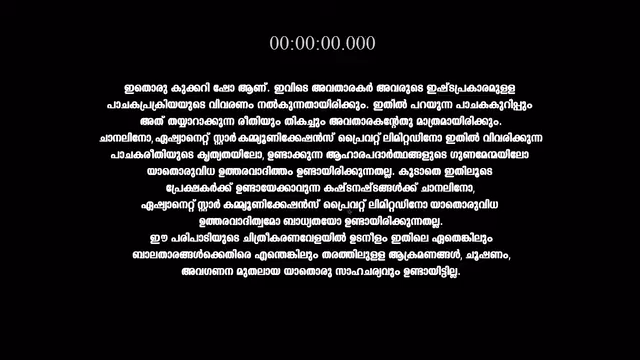 00:00:00.000
ഇതൊരു കുക്കറി ഷോ ആണ്. ഇവിടെ അവതാരകർ അവരുടെ ഇഷ്ടപ്രകാരമുള്ള
പാചകപ്രക്രിയയുടെ വിവരണം നൽകുന്നതായിരിക്കും. ഇതിൽ പറയുന്ന പാചകകുറിപ്പും
അത് തയ്യാറാക്കുന്ന രീതിയും തികച്ചും അവതാരകന്റേതു മാത്രമായിരിക്കും.
ചാനലിനോ, ഏഷ്യാനെറ്റ് സ്റ്റാർ കമ്മ്യൂണിക്കേഷൻസ് പ്രൈവറ്റ് ലിമിറ്റഡിനോ ഇതിൽ വിവരിക്കുന്ന
പാചകരീതിയുടെ കൃത്യതയിലോ, ഉണ്ടാക്കുന്ന ആഹാരപദാർത്ഥങ്ങളുടെ ഗുണമേന്മയിലോ
യാതൊരുവിധ ഉത്തരവാദിത്തം ഉണ്ടായിരിക്കുന്നതല്ല. കൂടാതെ ഇതിലൂടെ
പ്രേക്ഷകർക്ക് ഉണ്ടായേക്കാവുന്ന കഷ്ടനഷ്ടങ്ങൾക്ക് ചാനലിനോ,
ഏഷ്യാനെറ്റ് സ്റ്റാർ കമ്മ്യൂണിക്കേഷൻസ് പ്രൈവറ്റ് ലിമിറ്റഡിനോ യാതൊരുവിധ
ഉത്തരവാദിത്വമോ ബാധ്യതയോ ഉണ്ടായിരിക്കുന്നതല്ല.
ഈ പരിപാടിയുടെ ചിത്രീകരണവേളയിൽ ഉടനീളം ഇതിലെ ഏതെങ്കിലും
ബാലതാരങ്ങൾക്കെതിരെ എന്തെങ്കിലും തരത്തിലുള്ള ആക്രമണങ്ങൾ, ചൂഷണം,
അവഗണന മുതലായ യാതൊരു സാഹചര്യവും ഉണ്ടായിട്ടില്ല.